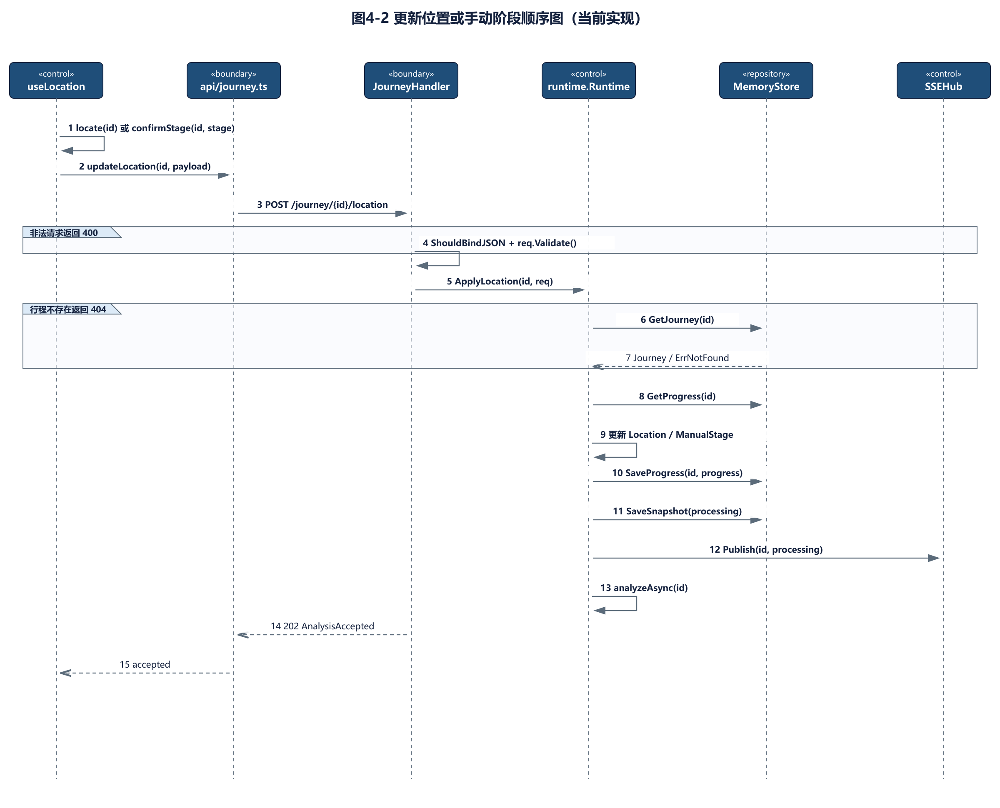 图4-2 更新位置或手动阶段顺序图（当前实现）
«control»
useLocation
«boundary»
api/journey.ts
«boundary»
JourneyHandler
«control»
runtime.Runtime
«repository»
MemoryStore
«control»
SSEHub
1 locate(id) 或 confirmStage(id, stage)
2 updateLocation(id, payload)
3 POST /journey/{id}/location
非法请求返回 400
4 ShouldBindJSON + req.Validate()
5 ApplyLocation(id, req)
行程不存在返回 404
6 GetJourney(id)
7 Journey / ErrNotFound
8 GetProgress(id)
9 更新 Location / ManualStage
10 SaveProgress(id, progress)
11 SaveSnapshot(processing)
12 Publish(id, processing)
13 analyzeAsync(id)
14 202 AnalysisAccepted
15 accepted